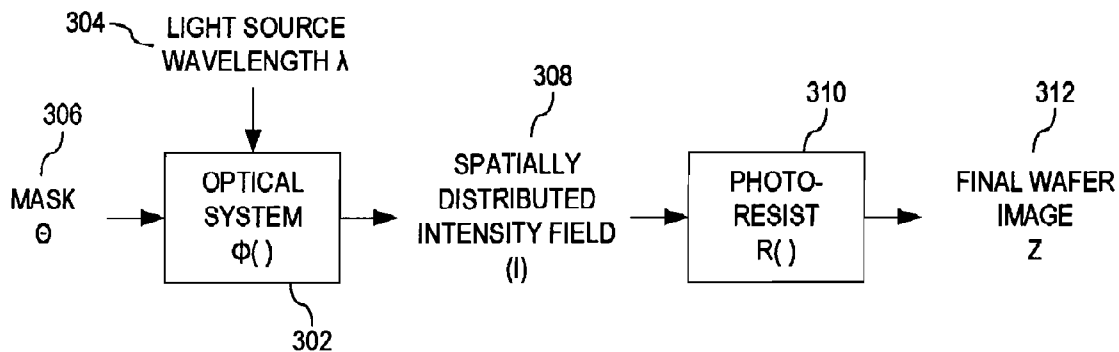 304
LIGHT SOURCE
WAVELENGTH λ
306
MASK
Θ
OPTICAL
SYSTEM
Φ( )
302
308
SPATIALLY
DISTRIBUTED
INTENSITY FIELD
(I)
310
PHOTO-
RESIST
R( )
312
FINAL WAFER
IMAGE
Z